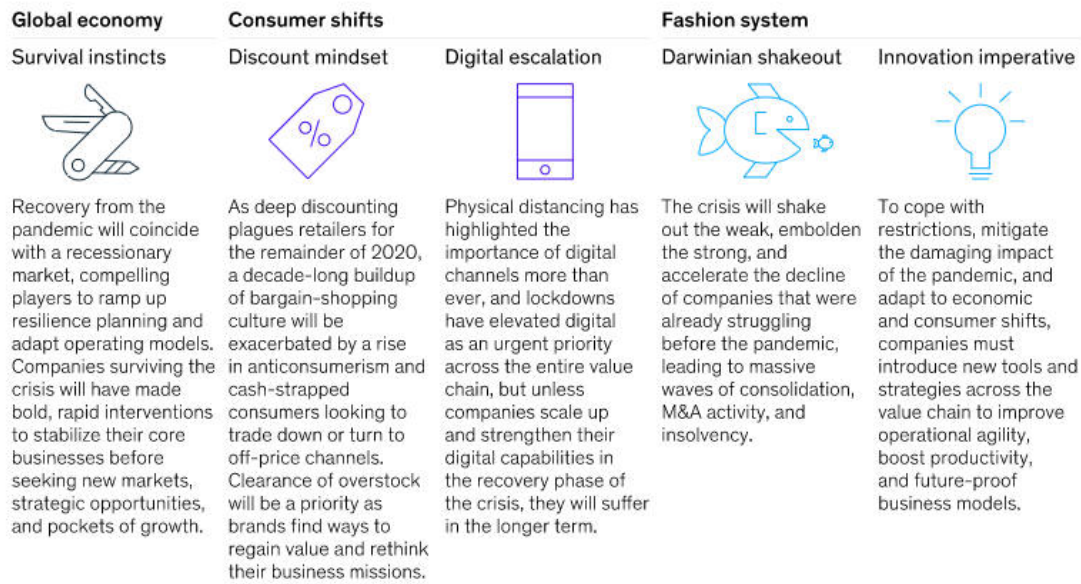 Global economy
Consumer shifts
Fashion system
Survival instincts
Recovery from the
pandemic will coincide
with a recessionary
market, compelling
players to ramp up
resilience planning and
adapt operating models.
Companies surviving the
crisis will have made
bold, rapid interventions
to stabilize their core
businesses before
seeking new markets,
strategic opportunities,
and pockets of growth.
Discount mindset
%
As deep discounting
plagues retailers for
the remainder of 2020,
a decade-long buildup
of bargain-shopping
culture will be
exacerbated by a rise
in anticonsumerism and
cash-strapped
consumers looking to
trade down or turn to
off-price channels.
Clearance of overstock
will be a priority as
brands find ways to
regain value and rethink
their business missions.
Digital escalation
Physical distancing has
highlighted the
importance of digital
channels more than
ever, and lockdowns
have elevated digital
as an urgent priority
across the entire value
chain, but unless
companies scale up
and strengthen their
digital capabilities in
the recovery phase of
the crisis, they will suffer
in the longer term.
Darwinian shakeout
The crisis will shake
out the weak, embolden
the strong, and
accelerate the decline
of companies that were
already struggling
before the pandemic,
leading to massive
waves of consolidation,
M&A activity, and
insolvency.
Innovation imperative
To cope with
restrictions, mitigate
the damaging impact
of the pandemic, and
adapt to economic
and consumer shifts,
companies must
introduce new tools and
strategies across the
value chain to improve
operational agility,
boost productivity,
and future-proof
business models.